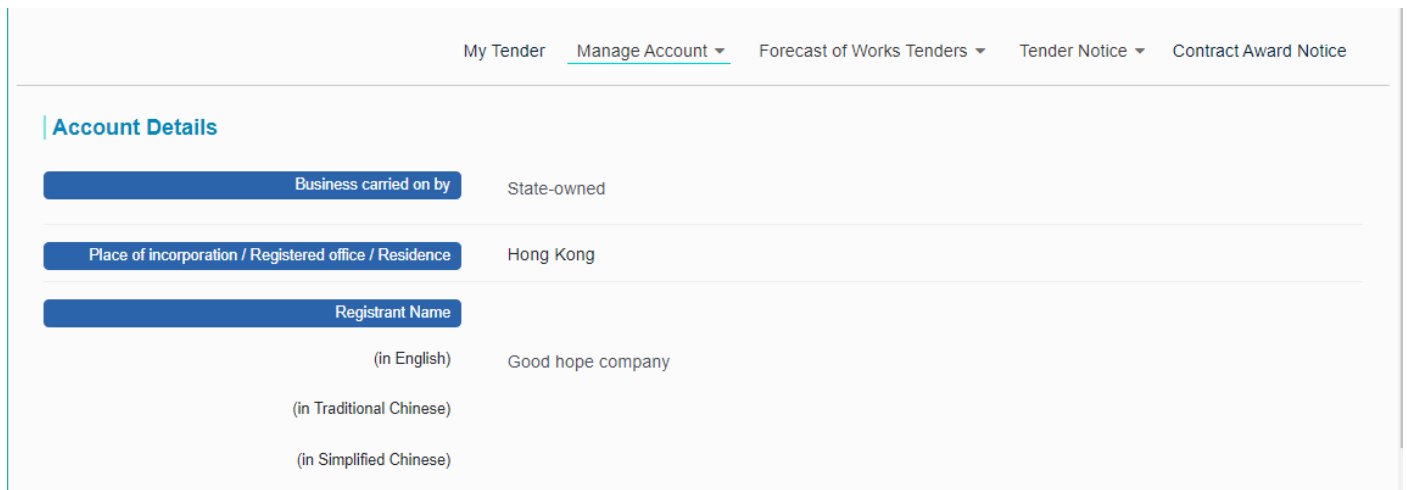 My Tender Manage Account Forecast of Works Tenders Tender Notice Contract Award Notice
Account Details
Business carried on by State-owned
Place of incorporation / Registered office / Residence Hong Kong
Registrant Name
(in English) Good hope company
(in Traditional Chinese)
(in Simplified Chinese)